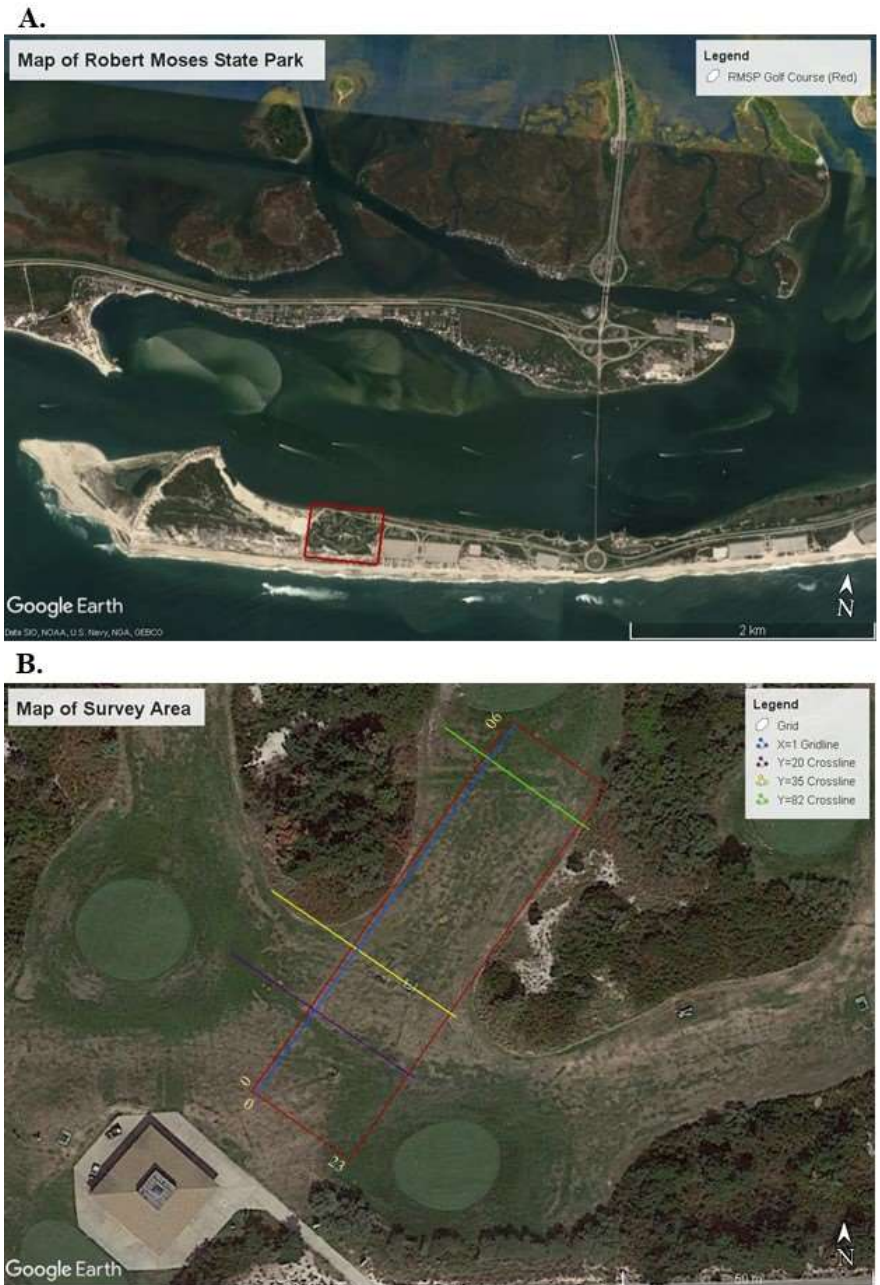 A.
Map of Robert Moses State Park
Legend
RMSP Golf Course (Red)
N
Google Earth
Data SIO, NOAA, U.S. Navy, NGA, GEBCO
2 km
B.
Map of Survey Area
Legend
Grid
X=1 Gridline
Y=20 Crossline
Y=35 Crossline
Y=82 Crossline
90
0
0
23
N
Google Earth
50 m